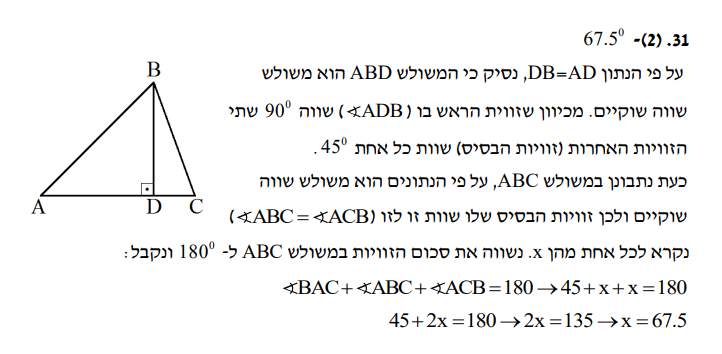 31. (2)- 67.5⁰
על פי הנתון DB=AD, נסיק כי המשולש ABD הוא משולש
שווה שוקיים. מכיוון שזווית הראש בו (∢ADB) שווה 90⁰ שתי
הזוויות האחרות (זוויות הבסיס) שוות כל אחת 45⁰.
כעת נתבונן במשולש ABC, על פי הנתונים הוא משולש שווה
שוקיים ולכן זוויות הבסיס שלו שוות זו לזו (∢ABC=∢ACB)
נקרא לכל אחת מהן x. נשווה את סכום הזוויות במשולש ABC ל- 180⁰ ונקבל:
∢BAC+∢ABC+∢ACB=180→45+x+x=180
45+2x=180→2x=135→x=67.5
B
A
D
C